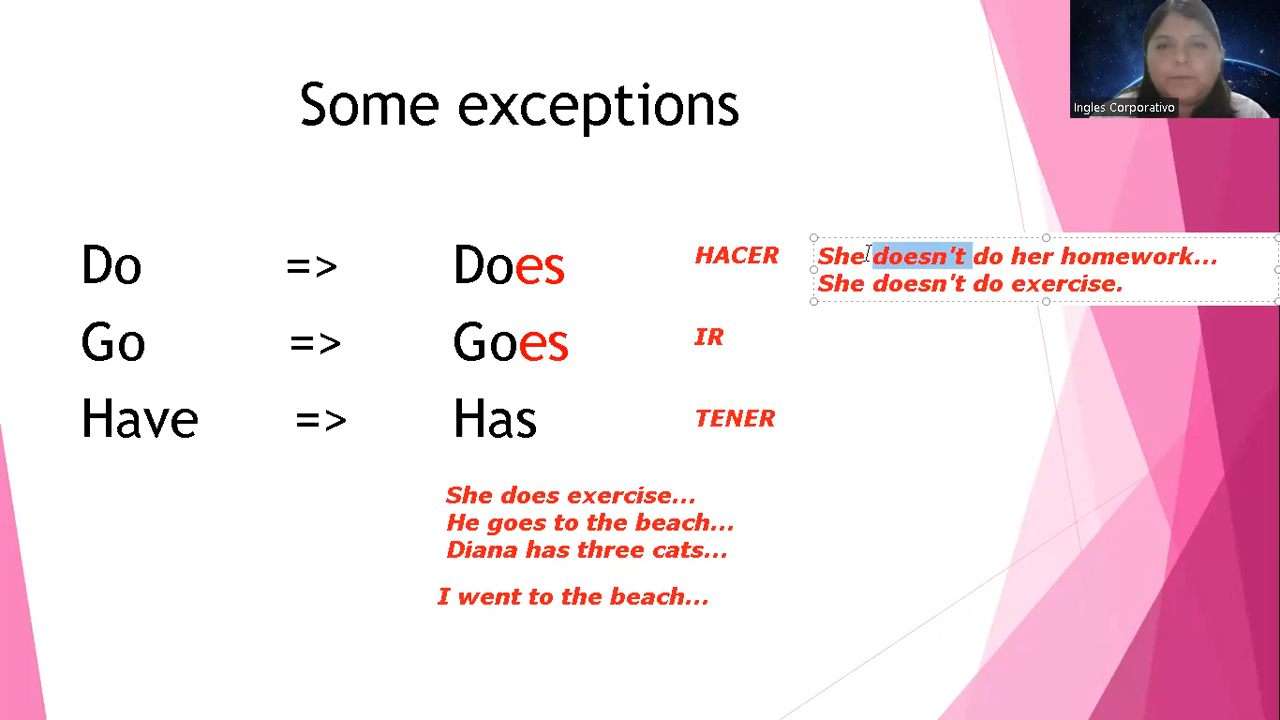 Some exceptions
Ingles Corporativo
Do => Does HACER She doesn't do her homework...
She doesn't do exercise.
Go => Goes IR
Have => Has TENER
She does exercise...
He goes to the beach...
Diana has three cats...
I went to the beach...